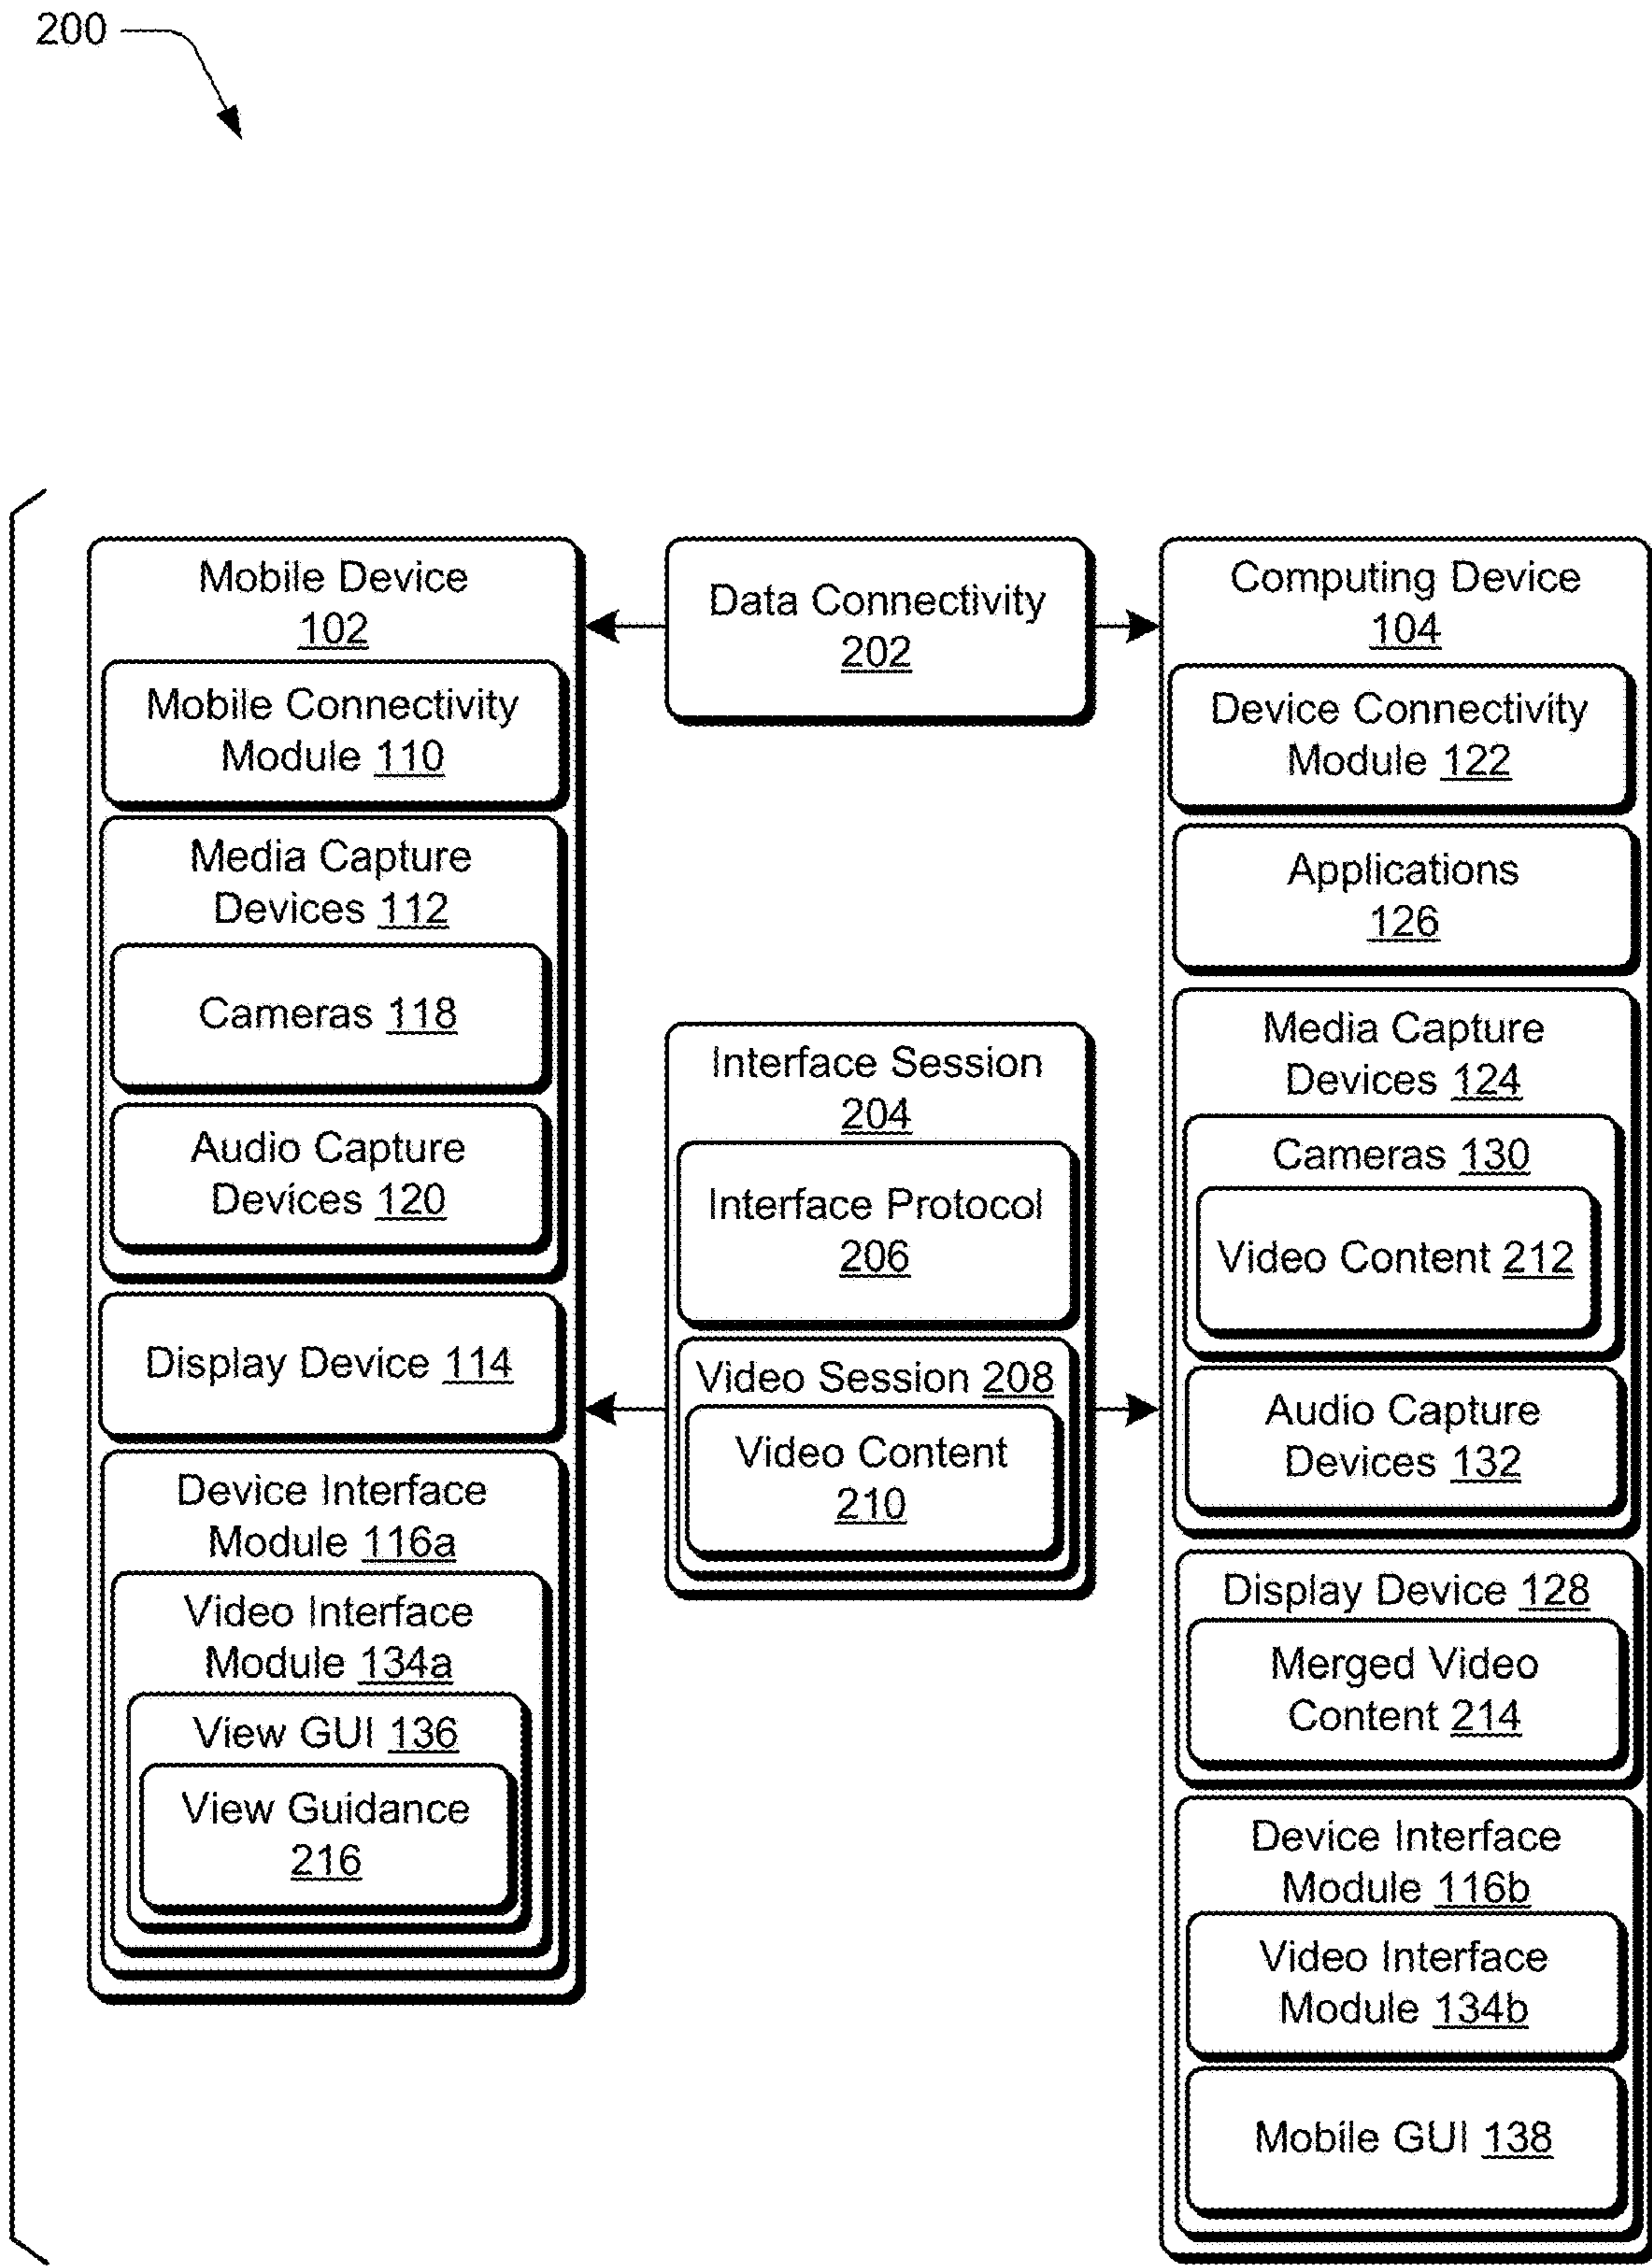 200
Mobile Device
102
Mobile Connectivity
Module 110
Media Capture
Devices 112
Cameras 118
Audio Capture
Devices 120
Display Device 114
Device Interface
Module 116a
Video Interface
Module 134a
View GUI 136
View Guidance
216
Data Connectivity
202
Interface Session
204
Interface Protocol
206
Video Session 208
Video Content
210
Computing Device
104
Device Connectivity
Module 122
Applications
126
Media Capture
Devices 124
Cameras 130
Video Content 212
Audio Capture
Devices 132
Display Device 128
Merged Video
Content 214
Device Interface
Module 116b
Video Interface
Module 134b
Mobile GUI 138